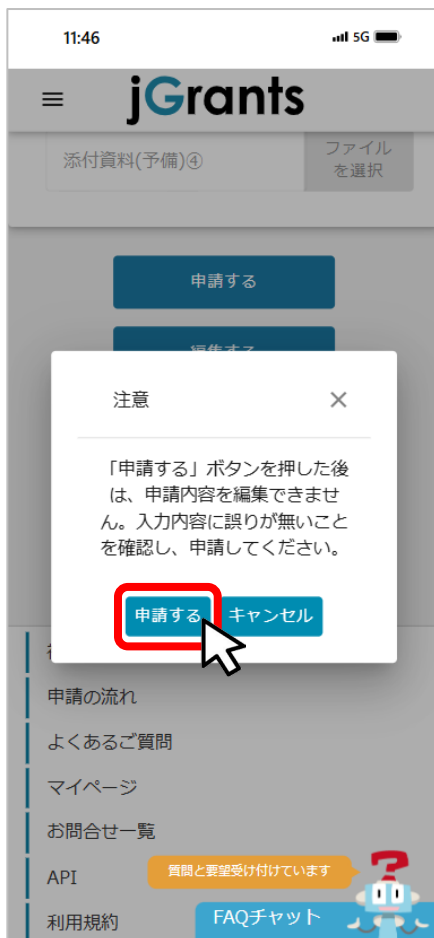 11:46
5G
jGrants
添付資料(予備)④
ファイル
を選択
申請する
編集する
注意
×
「申請する」ボタンを押した後
は、申請内容を編集できませ
ん。入力内容に誤りが無いこと
を確認し、申請してください。
申請する
キャンセル
申請の流れ
よくあるご質問
マイページ
お問合せ一覧
API
質問と要望受け付けています
?
利用規約
FAQチャット